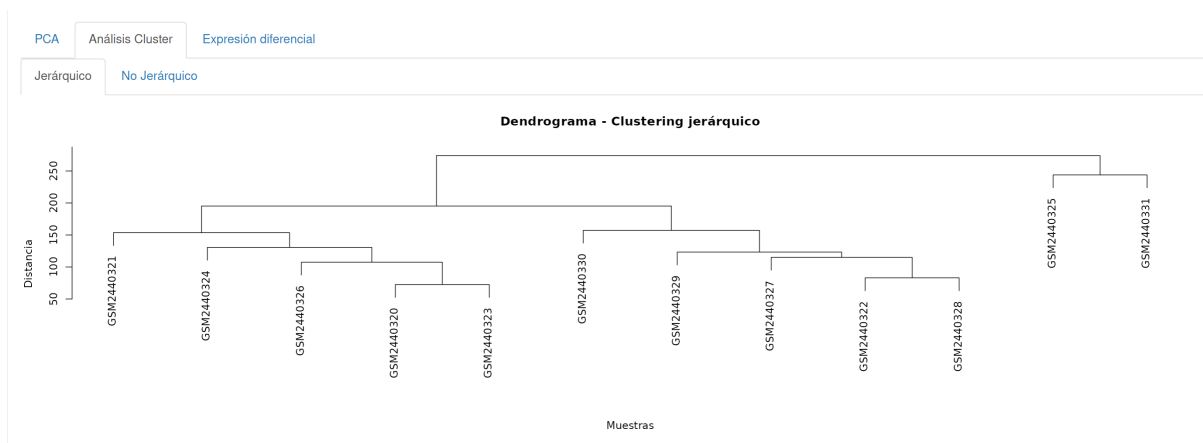 PCA Análisis Cluster Expresión diferencial
Jerárquico No Jerárquico
Dendrograma - Clustering jerárquico
Distancia
250
200
150
100
50
GSM2440321
GSM2440324
GSM2440326
GSM2440320
GSM2440323
GSM2440330
GSM2440329
GSM2440327
GSM2440322
GSM2440328
GSM2440325
GSM2440331
Muestras